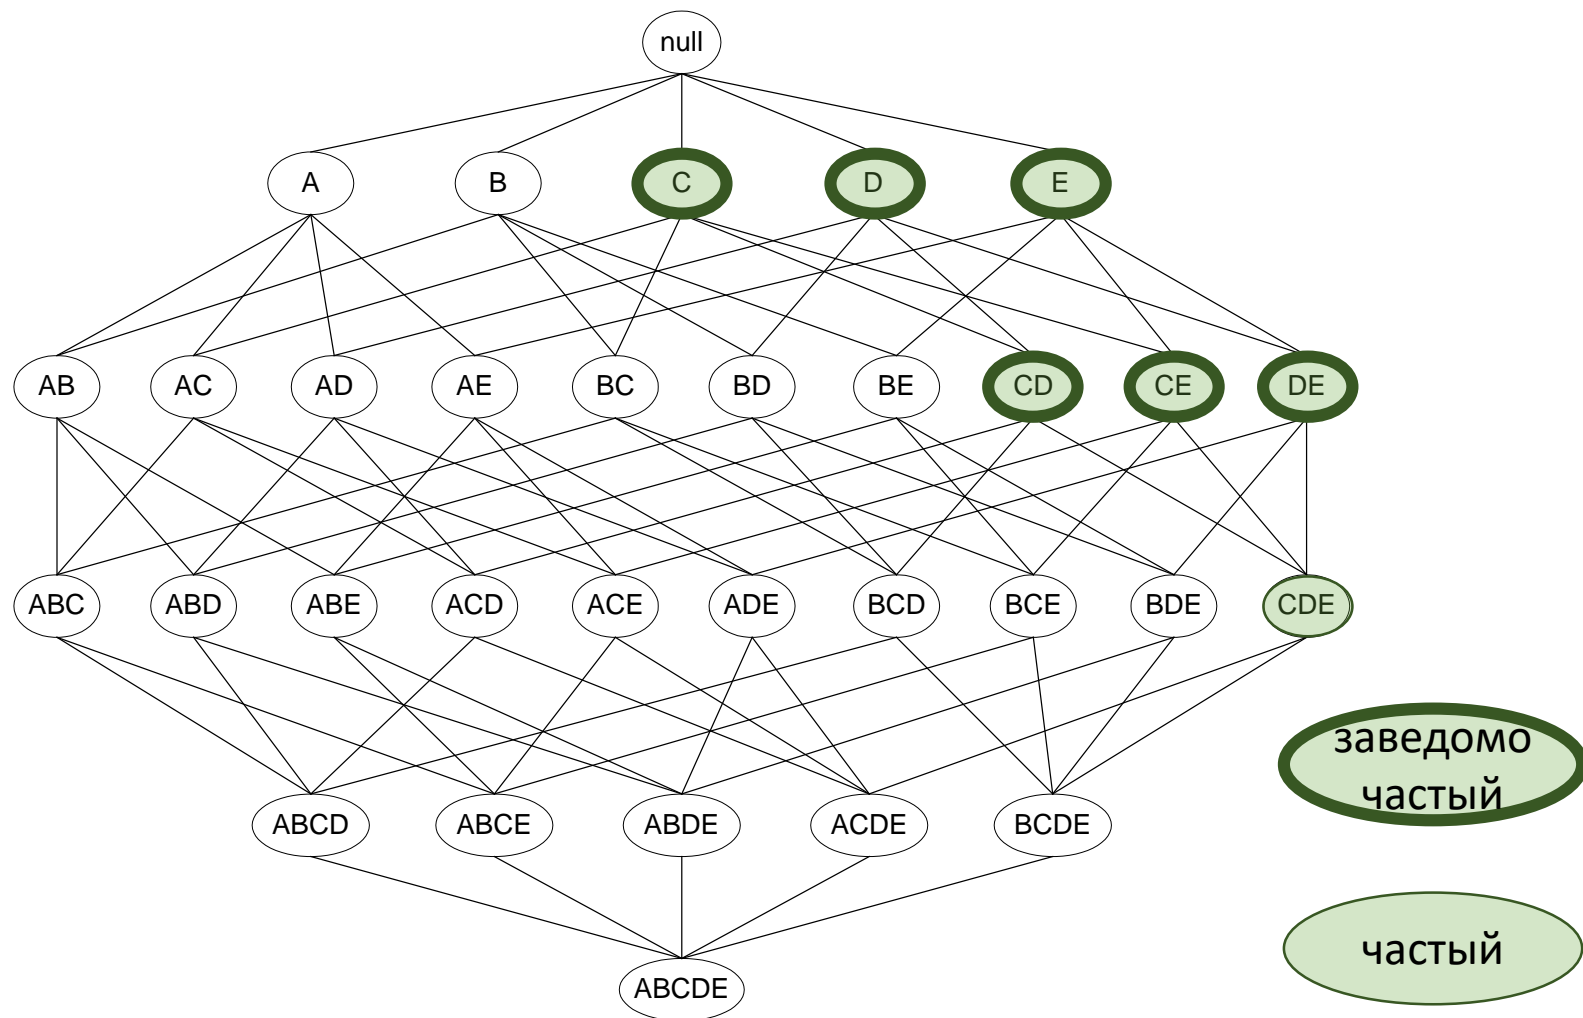 null
A B C D E
AB AC AD AE BC BD BE CD CE DE
ABC ABD ABE ACD ACE ADE BCD BCE BDE CDE
заведомо
частый
ABCD ABCE ABDE ACDE BCDE
частый
ABCDE